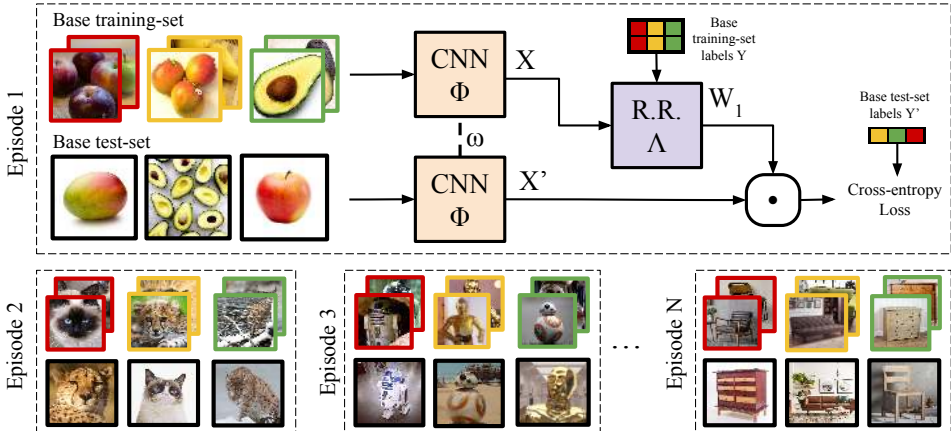 Episode 1
Base training-set
Base test-set
CNN
Φ
X
ω
CNN
Φ
X'
Base
training-set
labels Y
R.R.
Λ
W1
Base test-set
labels Y’
Cross-entropy
Loss
Episode 2
Episode 3
...
Episode N